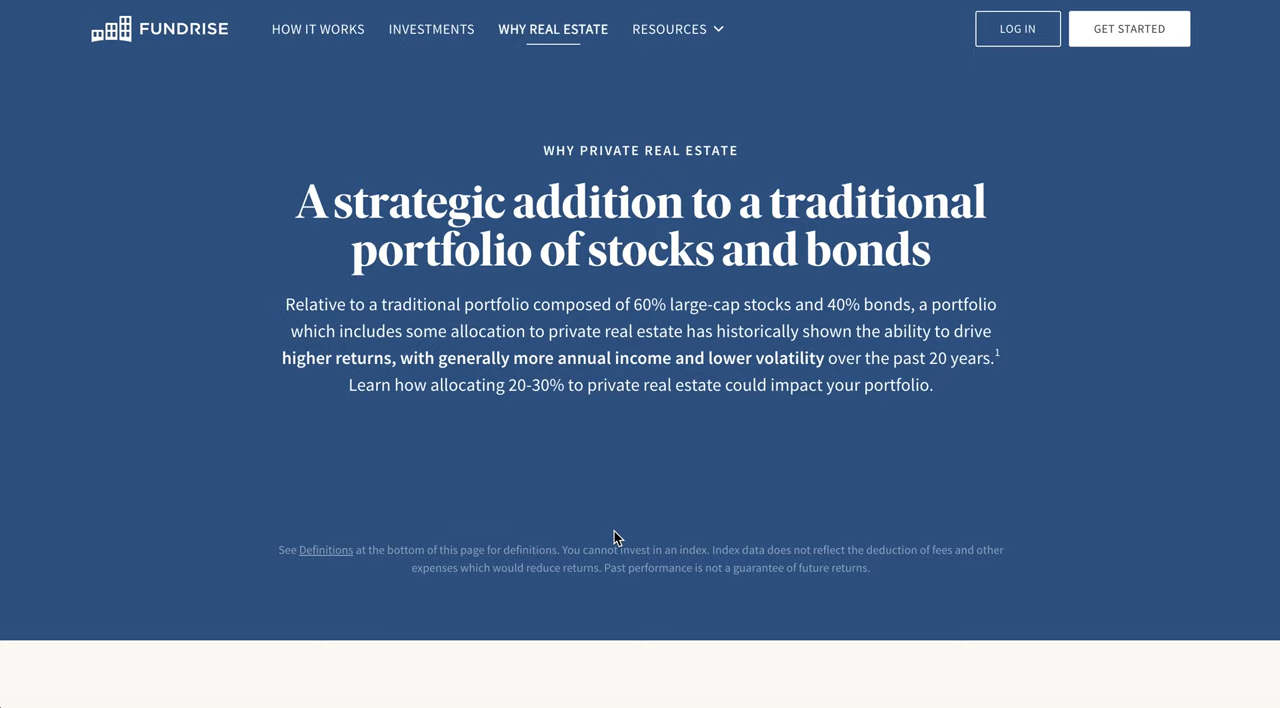 FUNDRISE
HOW IT WORKS
INVESTMENTS
WHY REAL ESTATE
RESOURCES
LOG IN
GET STARTED
WHY PRIVATE REAL ESTATE
A strategic addition to a traditional
portfolio of stocks and bonds
Relative to a traditional portfolio composed of 60% large-cap stocks and 40% bonds, a portfolio
which includes some allocation to private real estate has historically shown the ability to drive
higher returns, with generally more annual income and lower volatility over the past 20 years.1
Learn how allocating 20-30% to private real estate could impact your portfolio.
See Definitions at the bottom of this page for definitions. You cannot invest in an index. Index data does not reflect the deduction of fees and other
expenses which would reduce returns. Past performance is not a guarantee of future returns.